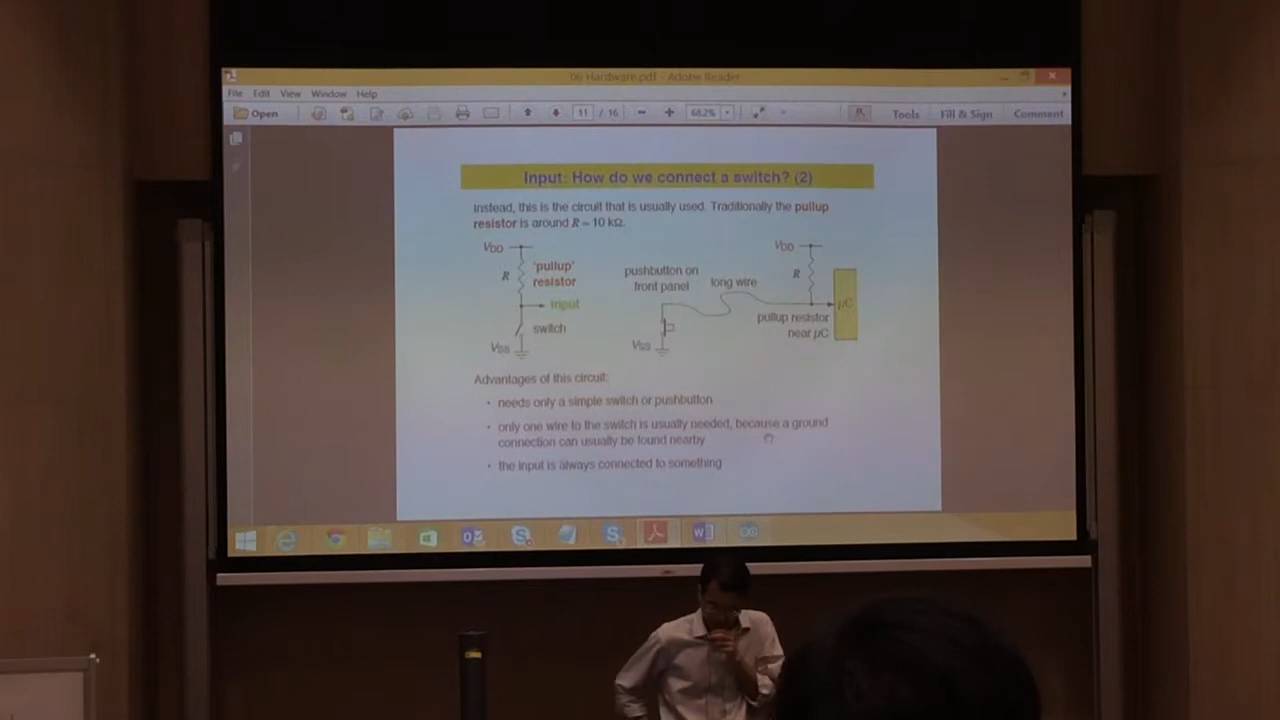 06 Hardware.pdf - Adobe Reader
File Edit View Window Help
Open 11 / 16 68.2% Tools Fill & Sign Comment
Input: How do we connect a switch? (2)
Instead, this is the circuit that is usually used. Traditionally the pullup
resistor is around R = 10 kΩ.
VDD
R
'pullup'
resistor
input
switch
VSS
pushbutton on
front panel
long wire
VDD
R
µC
pullup resistor
near µC
VSS
Advantages of this circuit:
• needs only a simple switch or pushbutton
• only one wire to the switch is usually needed, because a ground
connection can usually be found nearby
• the input is always connected to something